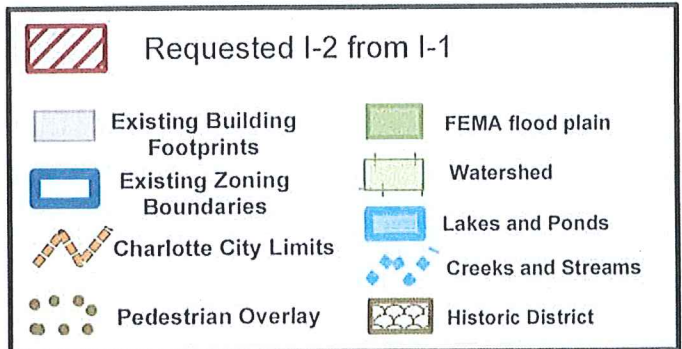 Requested I-2 from I-1
Existing Building
Footprints
Existing Zoning
Boundaries
Charlotte City Limits
Pedestrian Overlay
FEMA flood plain
Watershed
Lakes and Ponds
Creeks and Streams
Historic District